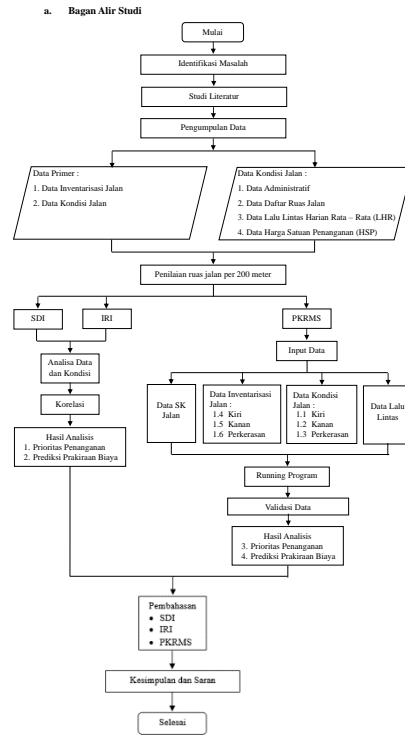 a. Bagan Alir Studi
Mulai
Identifikasi Masalah
Studi Literatur
Pengumpulan Data
Data Primer :
1. Data Inventarisasi Jalan
2. Data Kondisi Jalan
Data Kondisi Jalan :
1. Data Administratif
2. Data Daftar Ruas Jalan
3. Data Lalu Lintas Harian Rata – Rata (LHR)
4. Data Harga Satuan Penanganan (HSP)
Penilaian ruas jalan per 200 meter
SDI
IRI
PKRMS
Analisa Data
dan Kondisi
Korelasi
Hasil Analisis
1. Prioritas Penanganan
2. Prediksi Prakiraan Biaya
Input Data
Data SK
Jalan
Data Inventarisasi
Jalan :
1.4 Kiri
1.5 Kanan
1.6 Perkerasan
Data Kondisi
Jalan :
1.1 Kiri
1.2 Kanan
1.3 Perkerasan
Data Lalu
Lintas
Running Program
Validasi Data
Hasil Analisis
3. Prioritas Penanganan
4. Prediksi Prakiraan Biaya
Pembahasan
• SDI
• IRI
• PKRMS
Kesimpulan dan Saran
Selesai